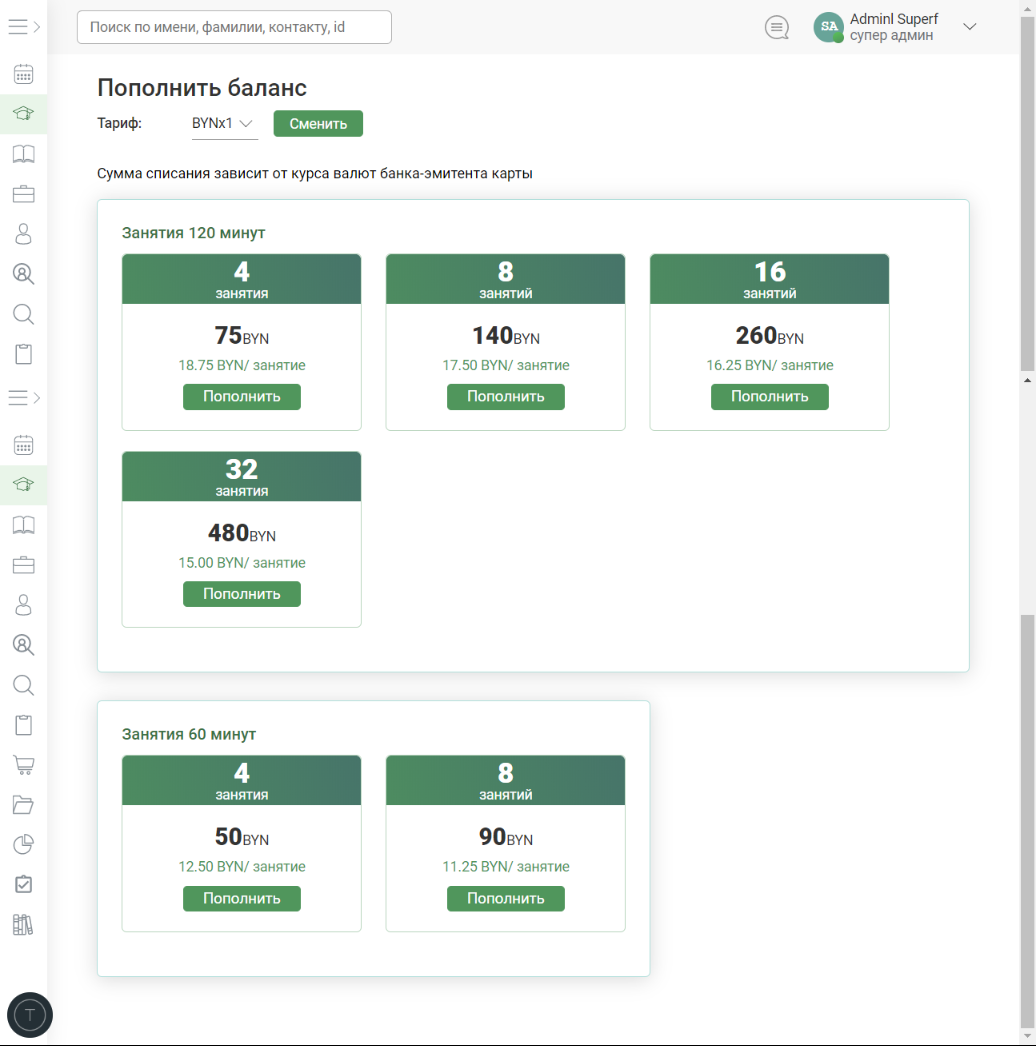 Поиск по имени, фамилии, контакту, id
SA
Adminl Superf
супер админ
Пополнить баланс
Тариф:
BYNx1
Сменить
Сумма списания зависит от курса валют банка-эмитента карты
Занятия 120 минут
4
занятия
75BYN
18.75 BYN/ занятие
Пополнить
8
занятий
140BYN
17.50 BYN/ занятие
Пополнить
16
занятий
260BYN
16.25 BYN/ занятие
Пополнить
32
занятия
480BYN
15.00 BYN/ занятие
Пополнить
Занятия 60 минут
4
занятия
50BYN
12.50 BYN/ занятие
Пополнить
8
занятий
90BYN
11.25 BYN/ занятие
Пополнить
T